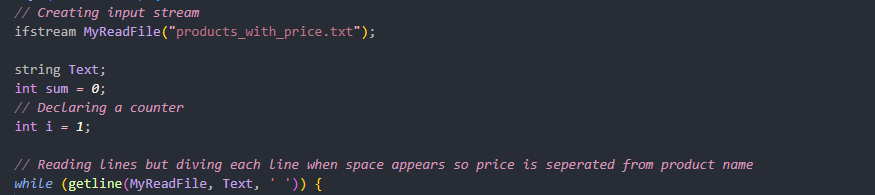 // Creating input stream
ifstream MyReadFile("products_with_price.txt");
string Text;
int sum = 0;
// Declaring a counter
int i = 1;
// Reading lines but diving each line when space appears so price is seperated from product name
while (getline(MyReadFile, Text, ' ')) {